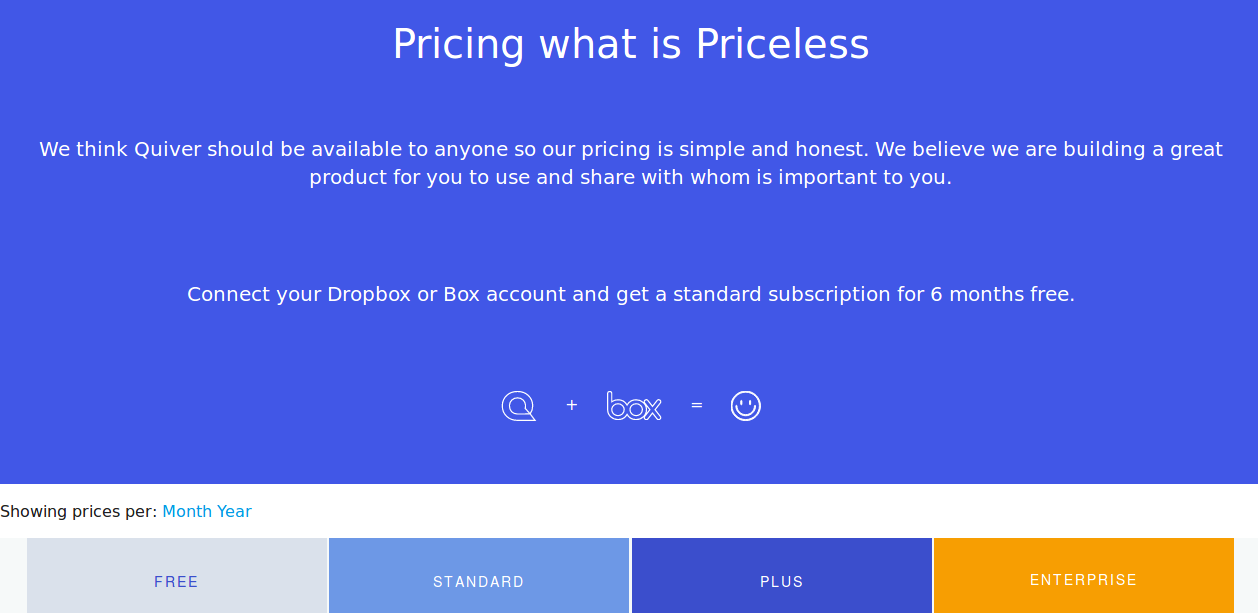 Pricing what is Priceless
We think Quiver should be available to anyone so our pricing is simple and honest. We believe we are building a great
product for you to use and share with whom is important to you.
Connect your Dropbox or Box account and get a standard subscription for 6 months free.
Q + box =
Showing prices per: Month Year
FREE STANDARD PLUS ENTERPRISE